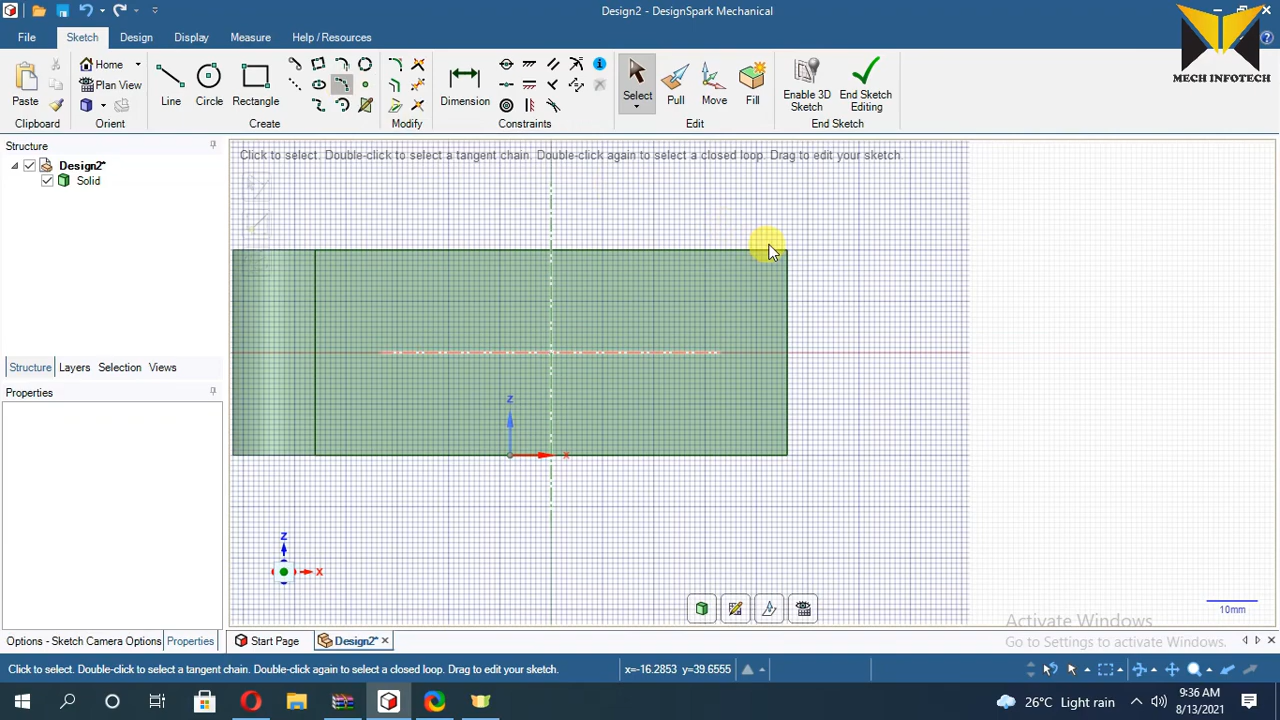 Design2 - DesignSpark Mechanical
MECH INFOTECH
File
Sketch
Design
Display
Measure
Help / Resources
Paste
Home
Plan View
Line
Circle
Rectangle
Dimension
Select
Pull
Move
Fill
Enable 3D
Sketch
End Sketch
Editing
Clipboard
Orient
Create
Modify
Constraints
Edit
End Sketch
Structure
Click to select. Double-click to select a tangent chain. Double-click again to select a closed loop. Drag to edit your sketch.
Design2*
Solid
Structure
Layers
Selection
Views
Properties
Z
X
Z
X
10mm
Activate Windows
Go to Settings to activate Windows.
Options - Sketch Camera Options
Properties
Start Page
Design2*
Click to select. Double-click to select a tangent chain. Double-click again to select a closed loop. Drag to edit your sketch.
x=-16.2853 y=39.6555
26°C Light rain
9:36 AM
8/13/2021